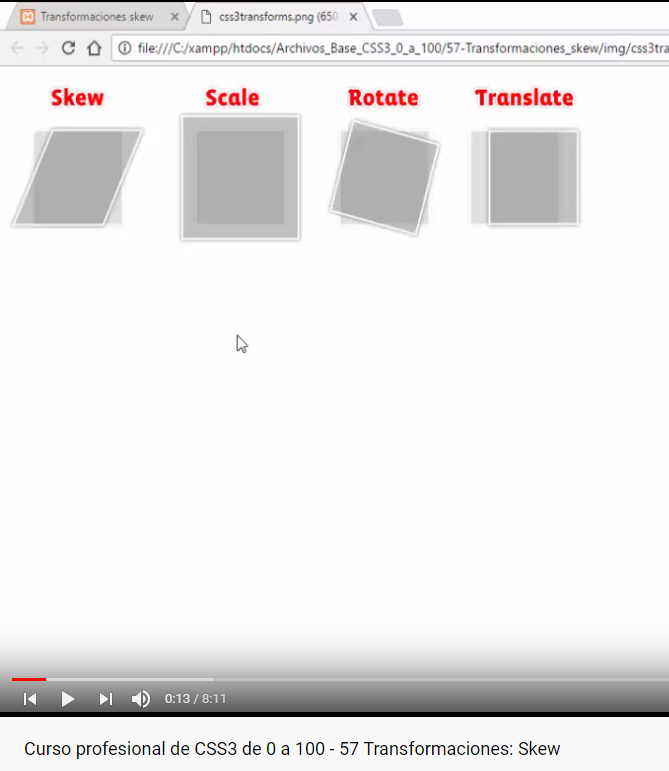 Transformaciones skew
css3transforms.png (650
file:///C:/xampp/htdocs/Archivos_Base_CSS3_0_a_100/57-Transformaciones_skew/img/css3tra
Skew Scale Rotate Translate
0:13 / 8:11
Curso profesional de CSS3 de 0 a 100 - 57 Transformaciones: Skew